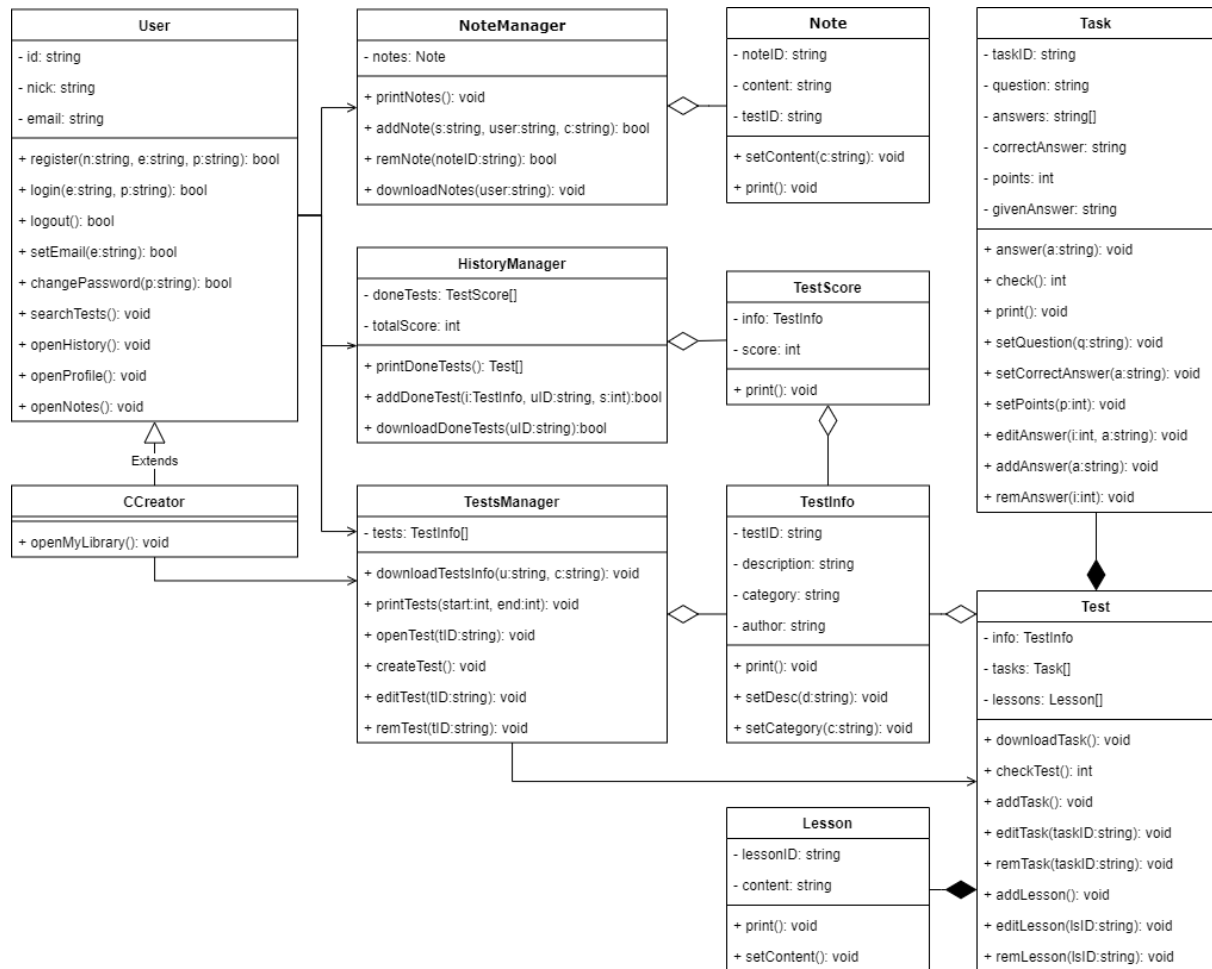 User
- id: string
- nick: string
- email: string
+ register(n:string, e:string, p:string): bool
+ login(e:string, p:string): bool
+ logout(): bool
+ setEmail(e:string): bool
+ changePassword(p:string): bool
+ searchTests(): void
+ openHistory(): void
+ openProfile(): void
+ openNotes(): void
Extends
CCreator
+ openMyLibrary(): void
NoteManager
- notes: Note
+ printNotes(): void
+ addNote(s:string, user:string, c:string): bool
+ remNote(noteID:string): bool
+ downloadNotes(user:string): void
HistoryManager
- doneTests: TestScore[]
- totalScore: int
+ printDoneTests(): Test[]
+ addDoneTest(i:TestInfo, uID:string, s:int):bool
+ downloadDoneTests(uID:string):bool
TestsManager
- tests: TestInfo[]
+ downloadTestsInfo(u:string, c:string): void
+ printTests(start:int, end:int): void
+ openTest(tID:string): void
+ createTest(): void
+ editTest(tID:string): void
+ remTest(tID:string): void
Note
- noteID: string
- content: string
- testID: string
+ setContent(c:string): void
+ print(): void
TestScore
- info: TestInfo
- score: int
+ print(): void
TestInfo
- testID: string
- description: string
- category: string
- author: string
+ print(): void
+ setDesc(d:string): void
+ setCategory(c:string): void
Lesson
- lessonID: string
- content: string
+ print(): void
+ setContent(): void
Task
- taskID: string
- question: string
- answers: string[]
- correctAnswer: string
- points: int
- givenAnswer: string
+ answer(a:string): void
+ check(): int
+ print(): void
+ setQuestion(q:string): void
+ setCorrectAnswer(a:string): void
+ setPoints(p:int): void
+ editAnswer(i:int, a:string): void
+ addAnswer(a:string): void
+ remAnswer(i:int): void
Test
- info: TestInfo
- tasks: Task[]
- lessons: Lesson[]
+ downloadTask(): void
+ checkTest(): int
+ addTask(): void
+ editTask(taskID:string): void
+ remTask(taskID:string): void
+ addLesson(): void
+ editLesson(lsID:string): void
+ remLesson(lsID:string): void